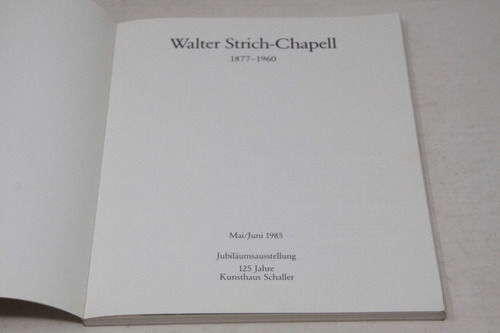 Walter Strich-Chapell
1877-1960
Mai/Juni 1985
Jubiläumsausstellung
125 Jahre
Kunsthaus Schaller